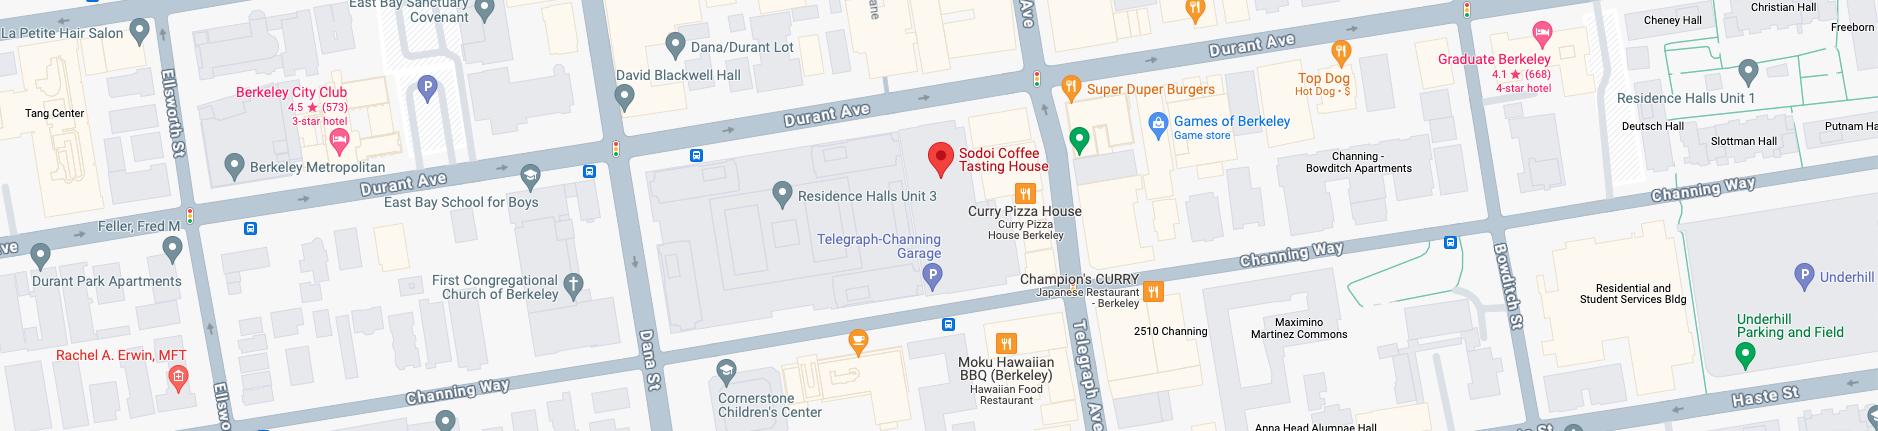 East Bay Sanctuary
Covenant
La Petite Hair Salon
Ellsworth St
Tang Center
Berkeley City Club
4.5 ★ (573)
3-star hotel
P
Berkeley Metropolitan
Durant Ave
East Bay School for Boys
Feller, Fred M
Ave
Durant Park Apartments
First Congregational
Church of Berkeley
Rachel A. Erwin, MFT
Channing Way
Dana St
Dana/Durant Lot
David Blackwell Hall
Durant Ave
Residence Halls Unit 3
Sodoi Coffee
Tasting House
Curry Pizza House
Curry Pizza
House Berkeley
Telegraph-Channing
Garage
P
Champion's CURRY
Japanese Restaurant
- Berkeley
Moku Hawaiian
BBQ (Berkeley)
Hawaiian Food
Restaurant
Cornerstone
Children's Center
Telegraph Ave
2510 Channing
Ave
Durant Ave
Super Duper Burgers
Top Dog
Hot Dog • $
Games of Berkeley
Game store
Channing -
Bowditch Apartments
Channing Way
Maximino
Martinez Commons
Anna Head Alumnae Hall
Graduate Berkeley
4.1 ★ (668)
4-star hotel
Cheney Hall
Christian Hall
Freeborn
Residence Halls Unit 1
Deutsch Hall
Slottman Hall
Putnam Ha
Channing Way
Bowditch St
Residential and
Student Services Bldg
P
Underhill
Underhill
Parking and Field
Haste St